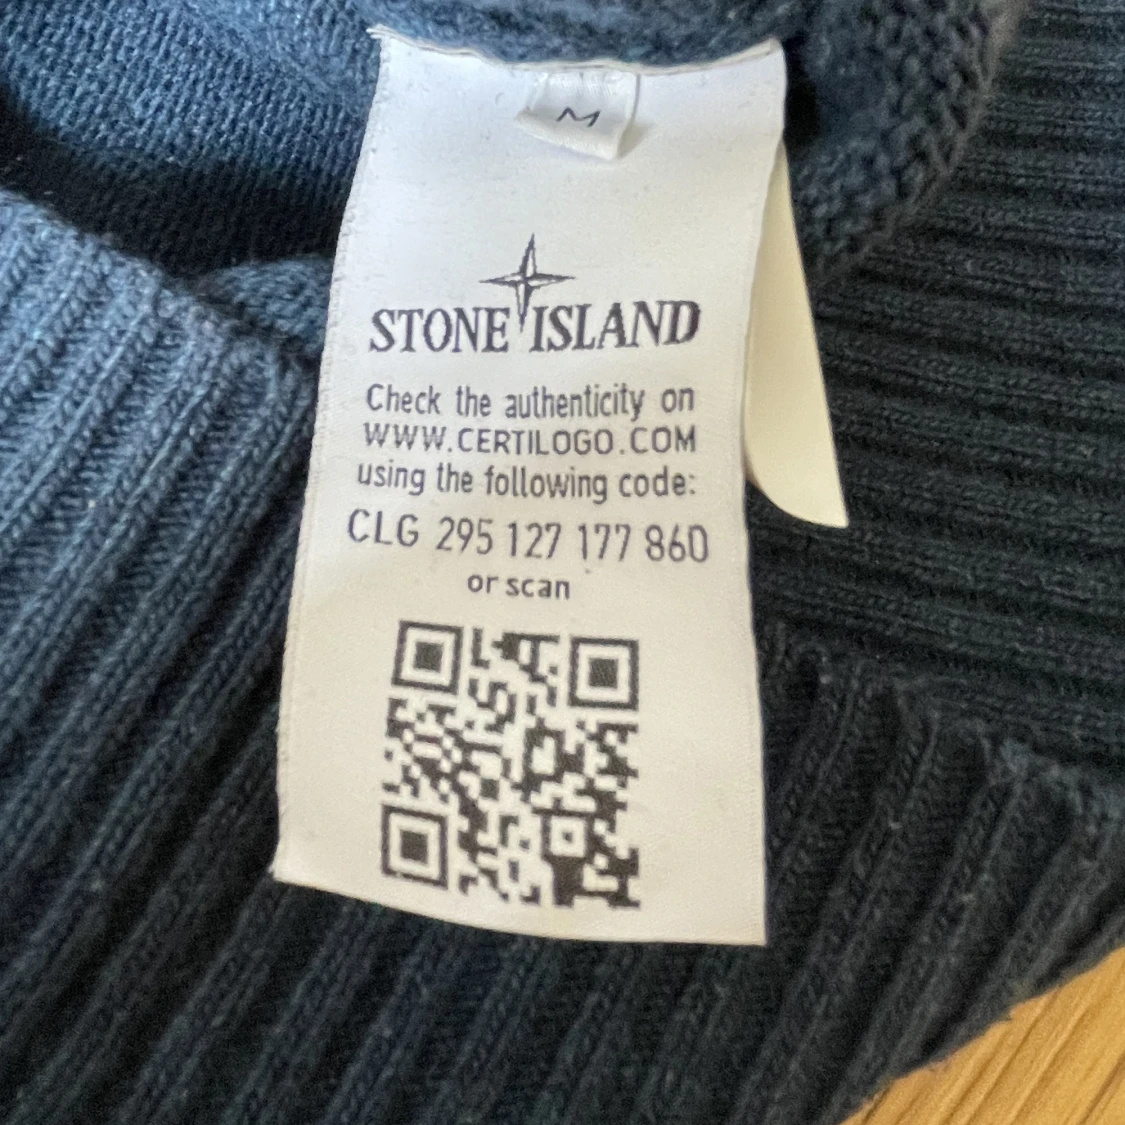 M
STONE ISLAND
Check the authenticity on
WWW.CERTILOGO.COM
using the following code:
CLG 295 127 177 860
or scan